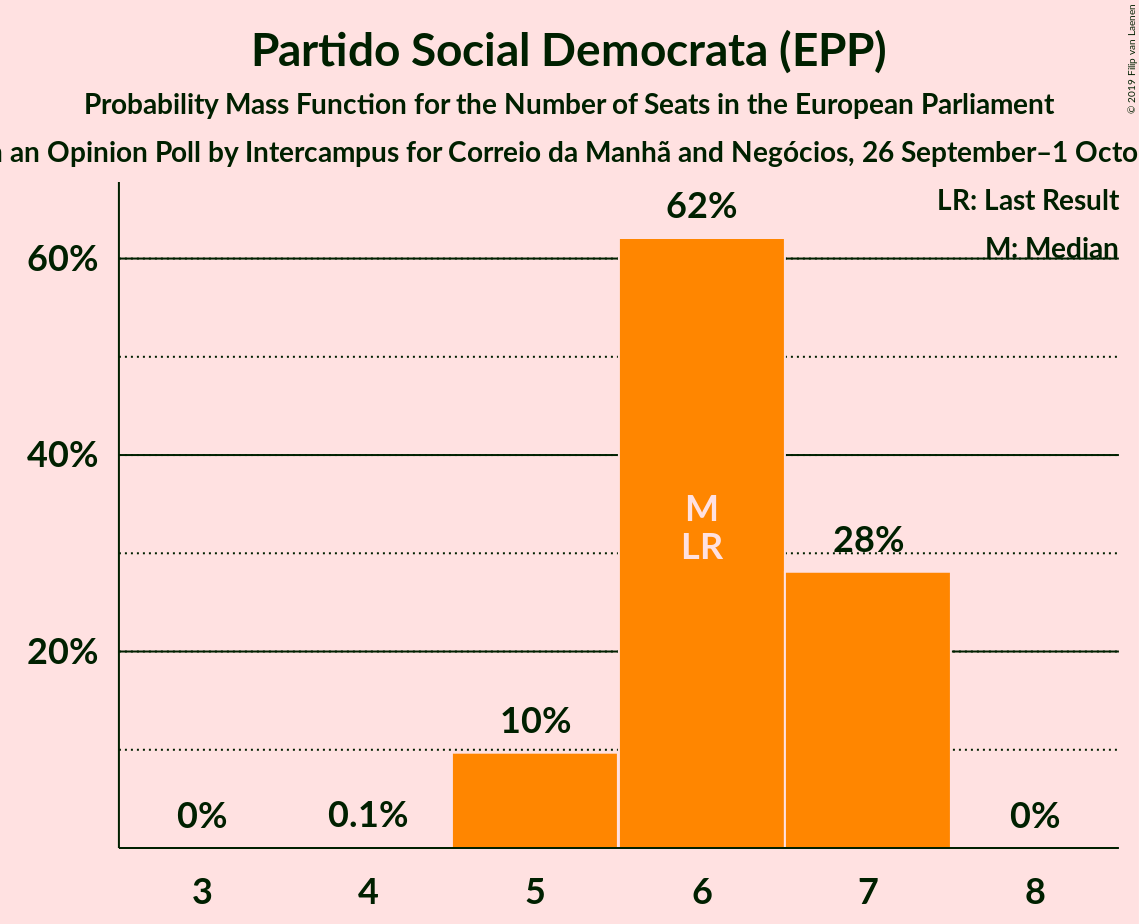 Partido Social Democrata (EPP)
Probability Mass Function for the Number of Seats in the European Parliament
an Opinion Poll by Intercampus for Correio da Manhã and Negócios, 26 September–1 Octo
© 2019 Filip van Laenen
LR: Last Result
M: Median
60%
40%
20%
0%
0.1%
10%
62%
28%
0%
M
LR
3
4
5
6
7
8